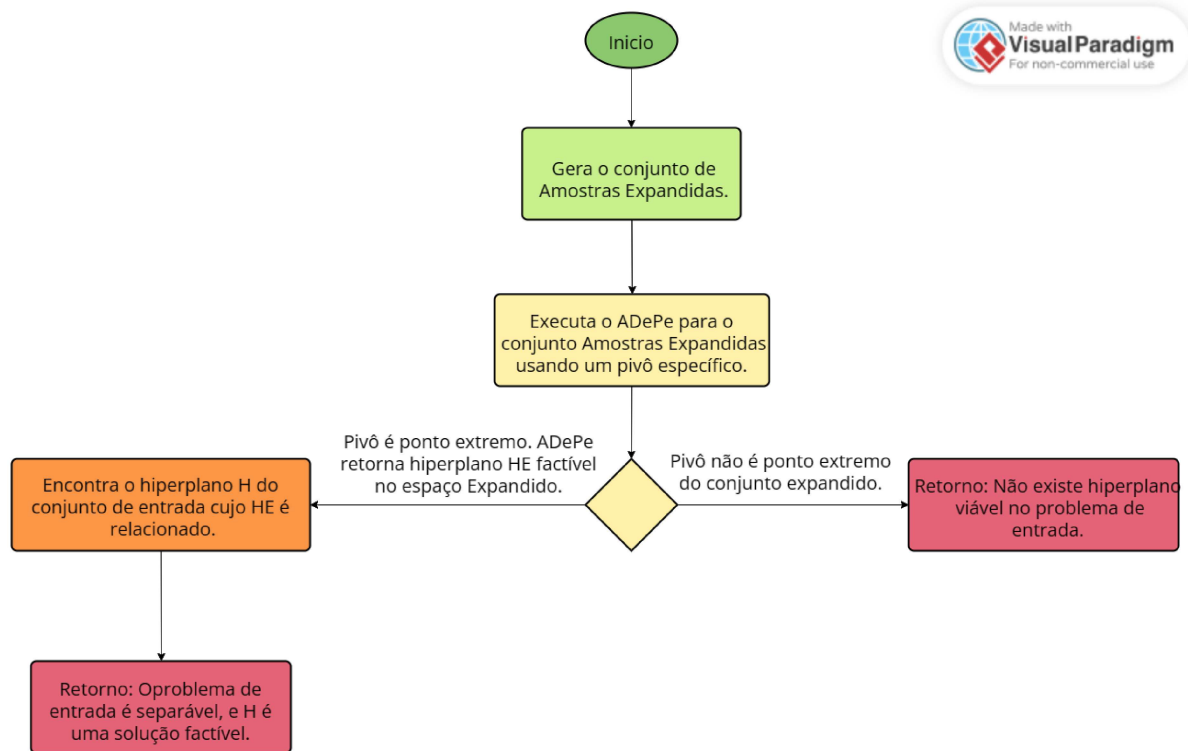 Made with
Visual Paradigm
For non-commercial use
Inicio
Gera o conjunto de
Amostras Expandidas.
Executa o ADePe para o
conjunto Amostras Expandidas
usando um pivô específico.
Pivô é ponto extremo. ADePe
retorna hiperplano HE factível
no espaço Expandido.
Pivô não é ponto extremo
do conjunto expandido.
Encontra o hiperplano H do
conjunto de entrada cujo HE é
relacionado.
Retorno: Não existe hiperplano
viável no problema de
entrada.
Retorno: Oproblema de
entrada é separável, e H é
uma solução factível.